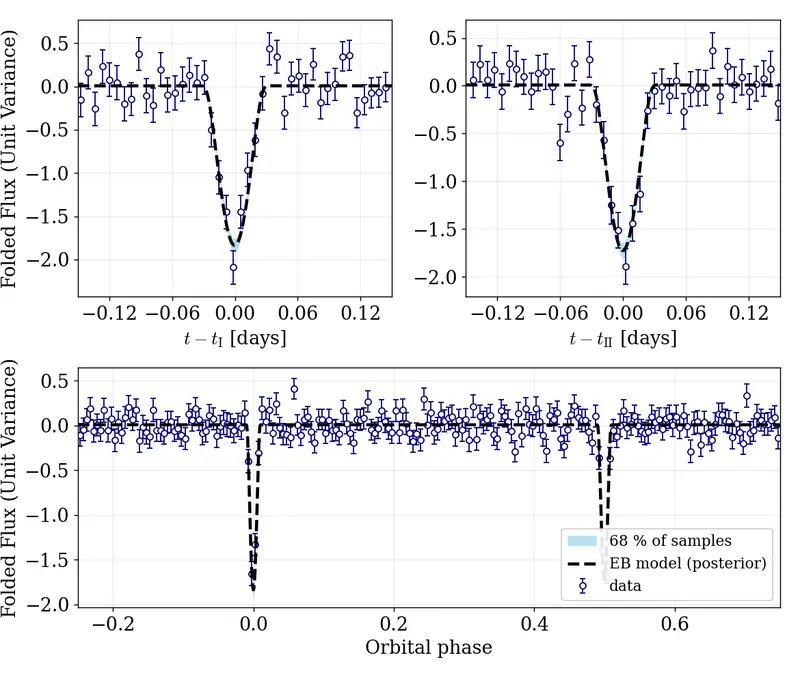 Folded Flux (Unit Variance)
0.5
0.0
−0.5
−1.0
−1.5
−2.0
−0.12 −0.06 0.00 0.06 0.12
t − tI [days]
0.5
0.0
−0.5
−1.0
−1.5
−2.0
−0.12 −0.06 0.00 0.06 0.12
t − tII [days]
Folded Flux (Unit Variance)
0.5
0.0
−0.5
−1.0
−1.5
−2.0
68 % of samples
EB model (posterior)
data
−0.2 0.0 0.2 0.4 0.6
Orbital phase